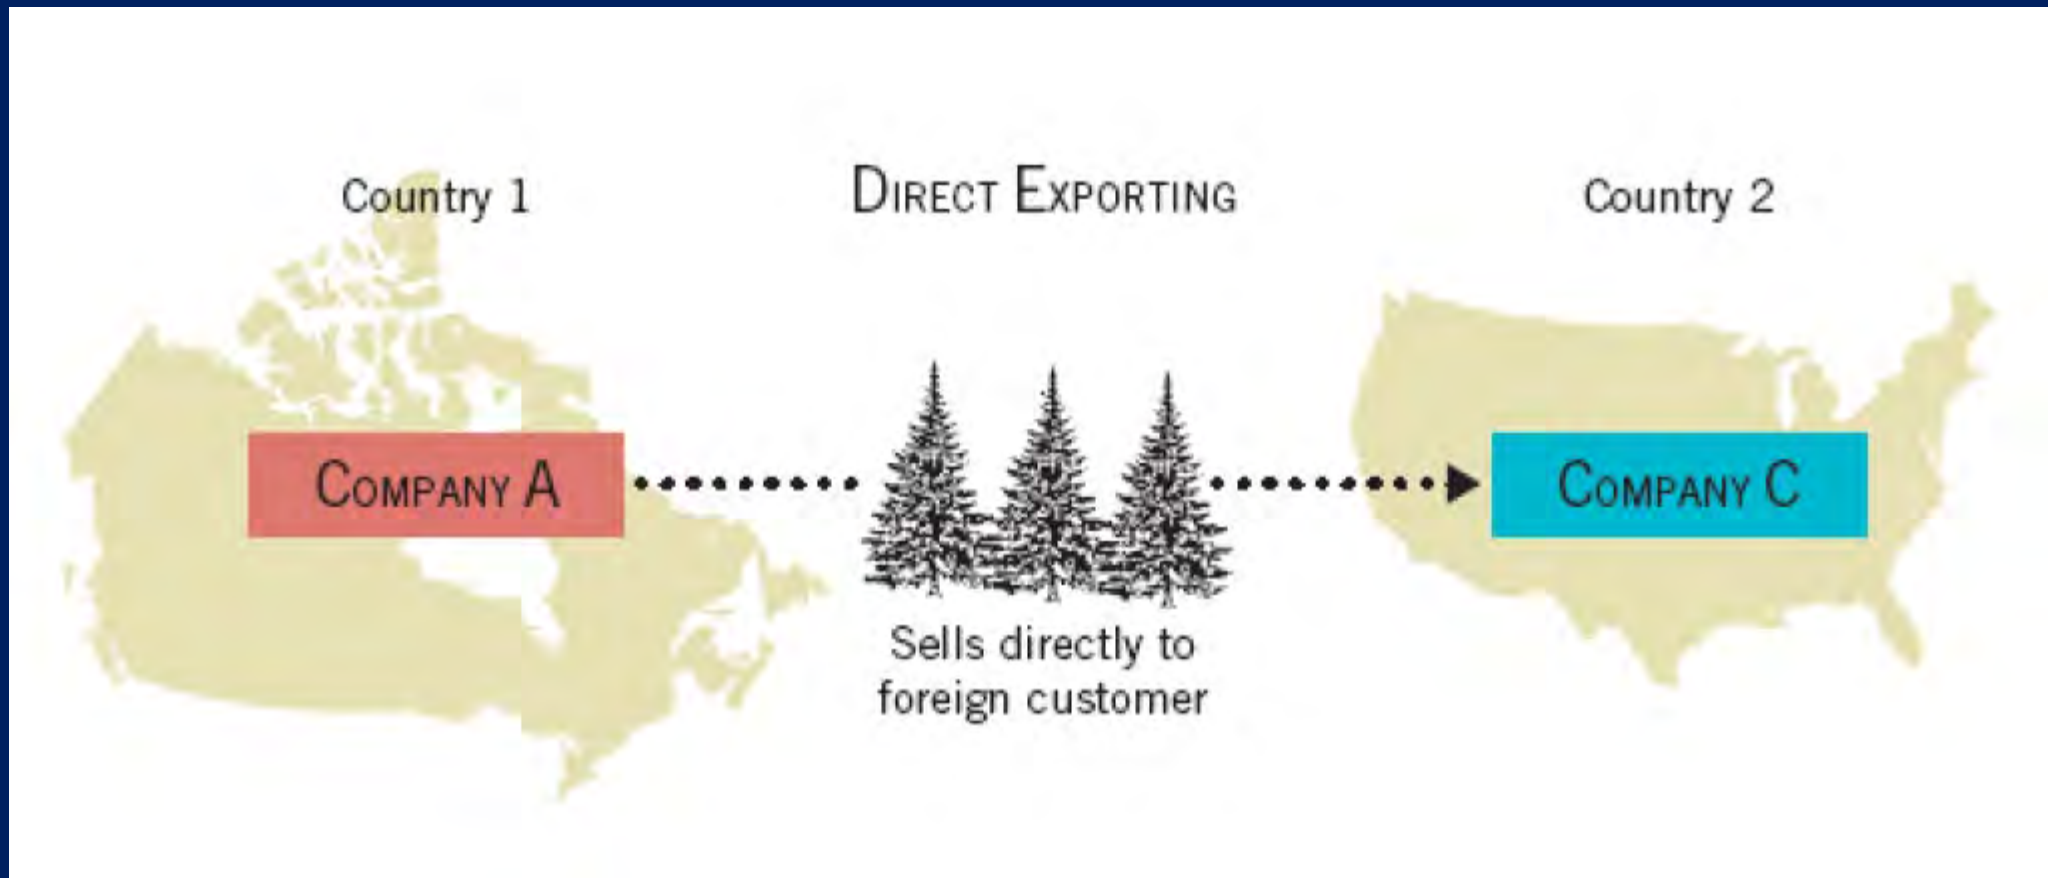 Country 1
DIRECT EXPORTING
Country 2
COMPANY A
COMPANY C
Sells directly to
foreign customer